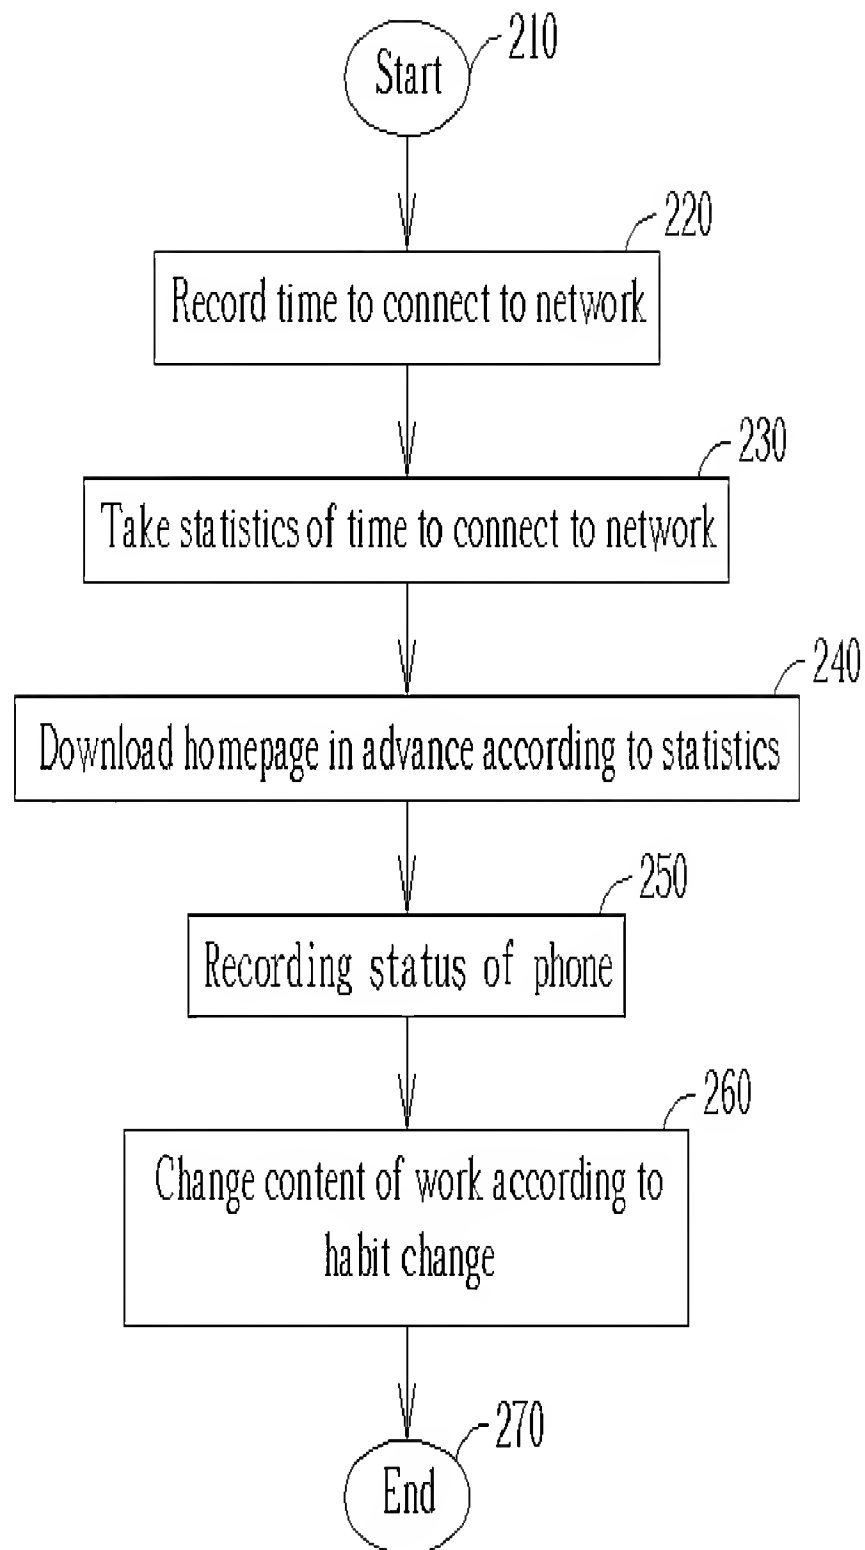 210
Start
220
Record time to connect to network
230
Take statistics of time to connect to network
240
Download homepage in advance according to statistics
250
Recording status of phone
260
Change content of work according to
habit change
270
End